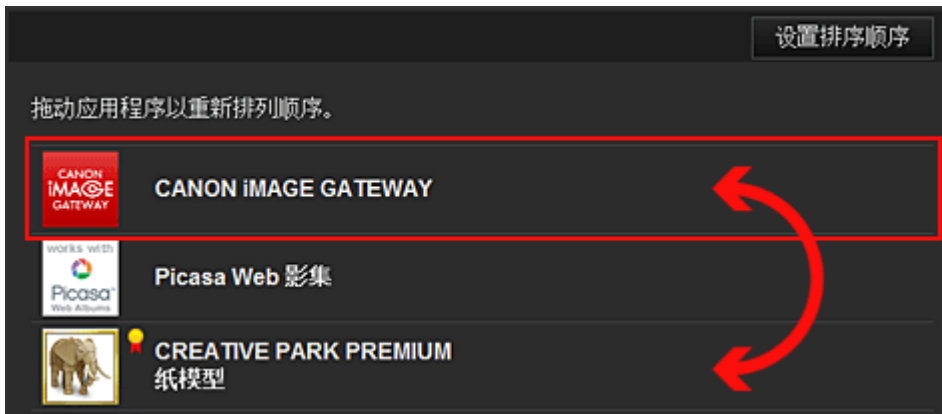 设置排序顺序
拖动应用程序以重新排列顺序。
CANON
iMAGE
GATEWAY
CANON iMAGE GATEWAY
works with
Picasa™
Web Albums
Picasa Web 影集
CREATIVE PARK PREMIUM
纸模型